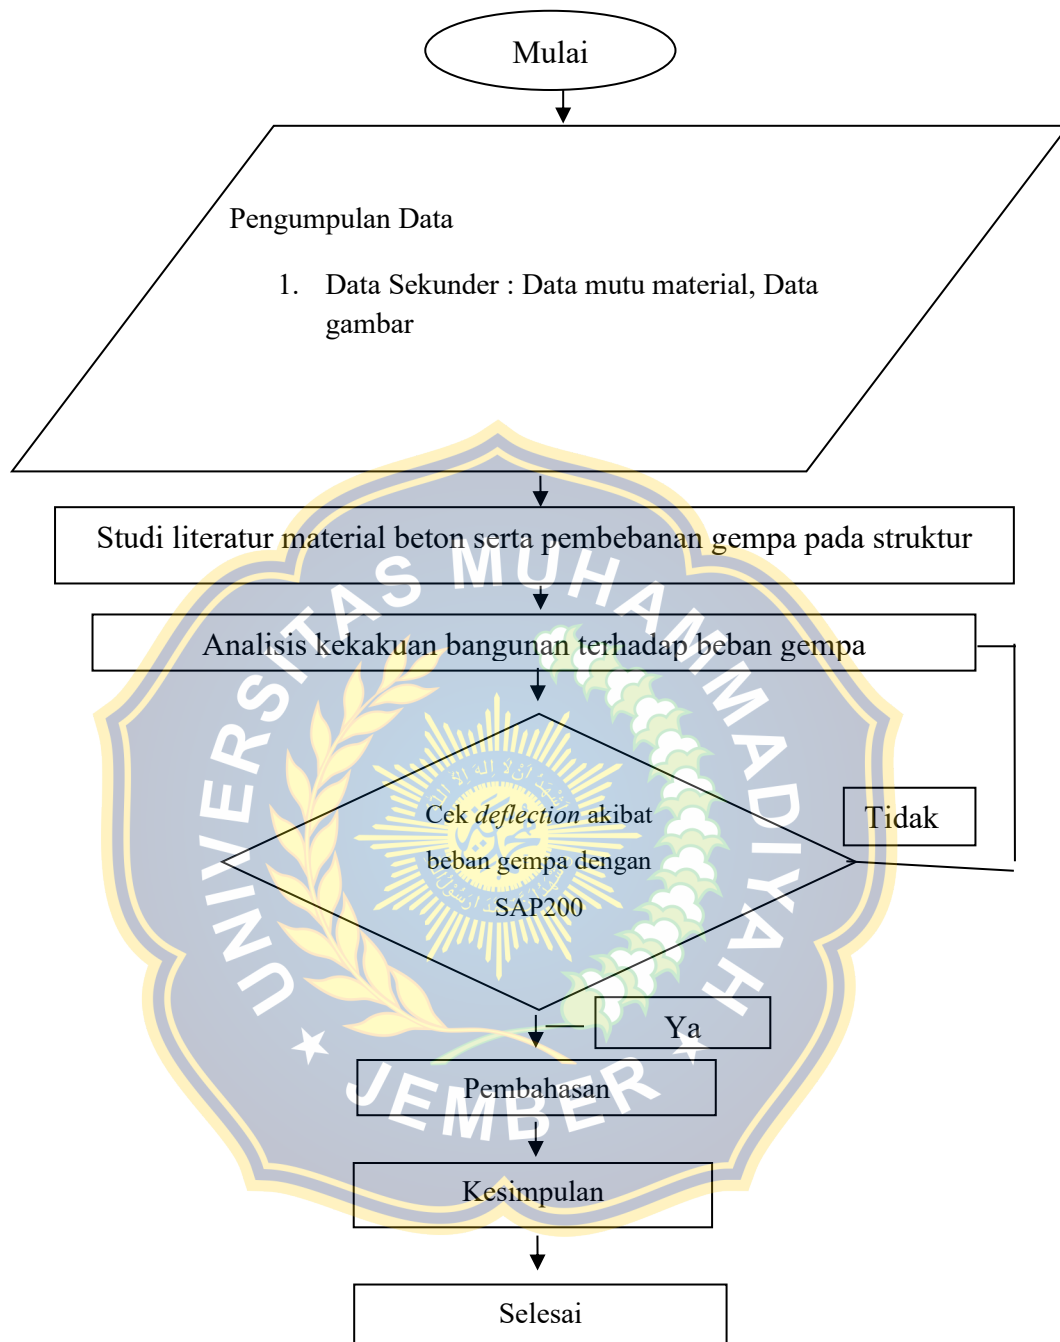 Mulai
Pengumpulan Data
1. Data Sekunder : Data mutu material, Data
gambar
Studi literatur material beton serta pembebanan gempa pada struktur
Analisis kekakuan bangunan terhadap beban gempa
Cek deflection akibat
beban gempa dengan
SAP200
Tidak
Ya
Pembahasan
Kesimpulan
Selesai
UNIVERSITAS MUHAMMADIYAH
JEMBER